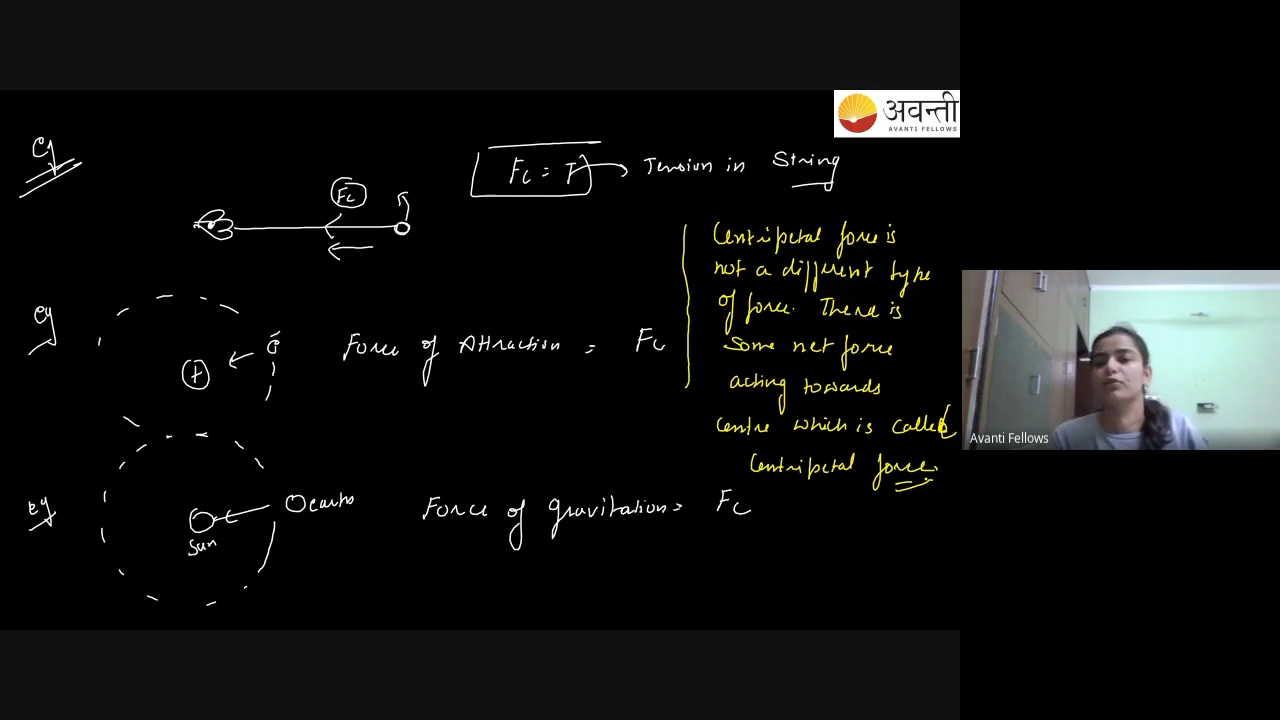 अवन्ती
AVANTI FELLOWS
eg
Fc = T → Tension in String
Fc
Centripetal force is
not a different type
of force. There is
some net force
acting towards
centre which is called
Centripetal force.
eg
+
e-
Force of Attraction = Fc
eg
Sun
earth
Force of gravitation = Fc
Avanti Fellows